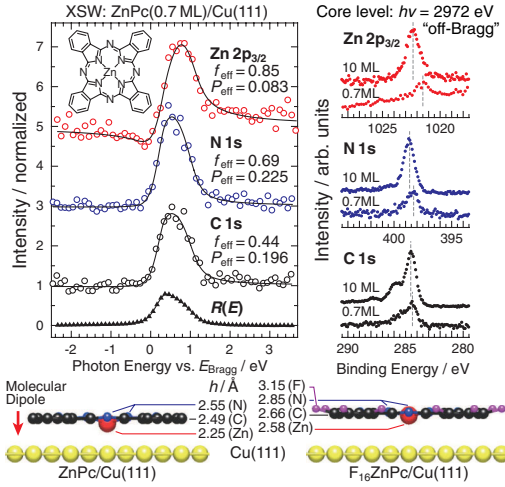 XSW: ZnPc(0.7 ML)/Cu(111)
Intensity / normalized
7
6
5
4
3
2
1
0
N
N
N
N
Zn
N
N
N
N
Zn 2p3/2
feff = 0.85
Peff = 0.083
N 1s
feff = 0.69
Peff = 0.225
C 1s
feff = 0.44
Peff = 0.196
R(E)
-2 -1 0 1 2 3
Photon Energy vs. EBragg / eV
Core level: hν = 2972 eV
"off-Bragg"
Intensity / arb. units
Zn 2p3/2
10 ML
0.7ML
1025 1020
N 1s
10 ML
0.7ML
400 395
C 1s
10 ML
0.7ML
290 285 280
Binding Energy / eV
Molecular
Dipole
h / Å
2.55 (N)
2.49 (C)
2.25 (Zn)
ZnPc/Cu(111)
Cu(111)
3.15 (F)
2.85 (N)
2.66 (C)
2.58 (Zn)
F16ZnPc/Cu(111)